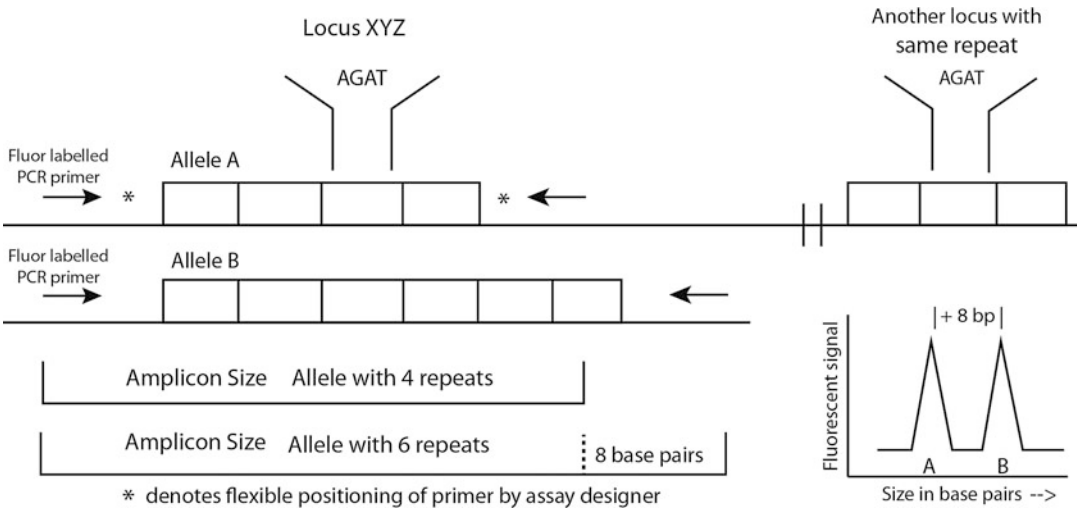 Locus XYZ
Another locus with
same repeat
AGAT
AGAT
Fluor labelled
PCR primer
*
Allele A
*
Fluor labelled
PCR primer
Allele B
|+ 8 bp|
Fluorescent signal
A
B
Size in base pairs -->
Amplicon Size Allele with 4 repeats
Amplicon Size Allele with 6 repeats
8 base pairs
* denotes flexible positioning of primer by assay designer